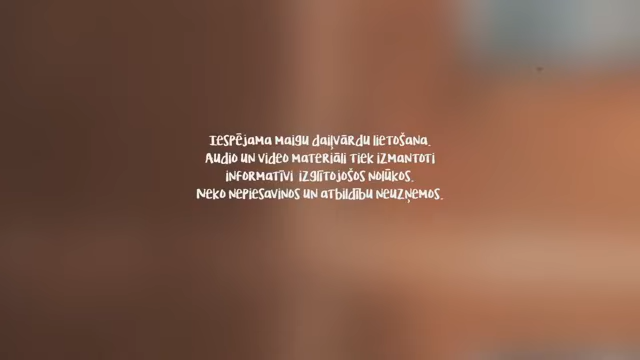 Iespējama maigu daiļvārdu lietošana.
Audio un video materiāli tiek izmantoti
informatīvi izglītojošos nolūkos.
Neko nepiesavinos un atbildību neuzņemos.